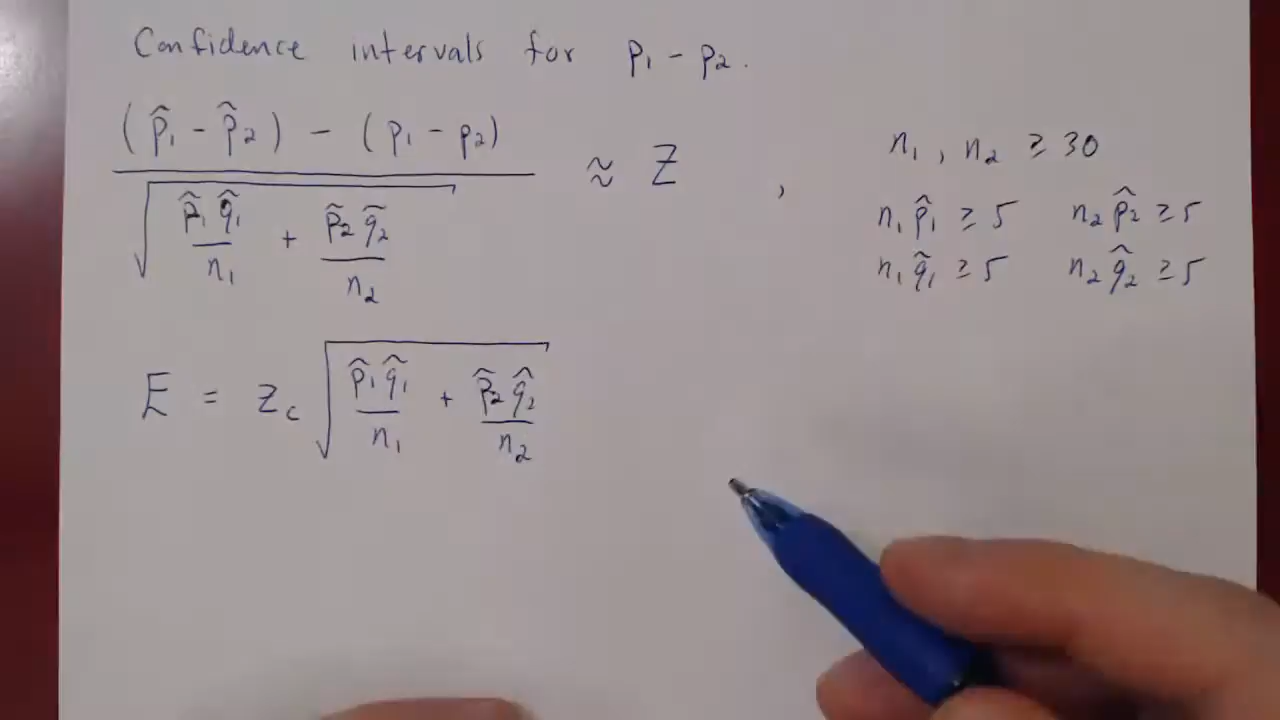 Confidence intervals for p₁ - p₂.
(p̂₁ - p̂₂) - (p₁ - p₂)
√( p̂₁q̂₁/n₁ + p̂₂q̂₂/n₂ )
≈ Z ,
n₁, n₂ ≥ 30
n₁p̂₁ ≥ 5 n₂p̂₂ ≥ 5
n₁q̂₁ ≥ 5 n₂q̂₂ ≥ 5
E = z_c √( p̂₁q̂₁/n₁ + p̂₂q̂₂/n₂ )